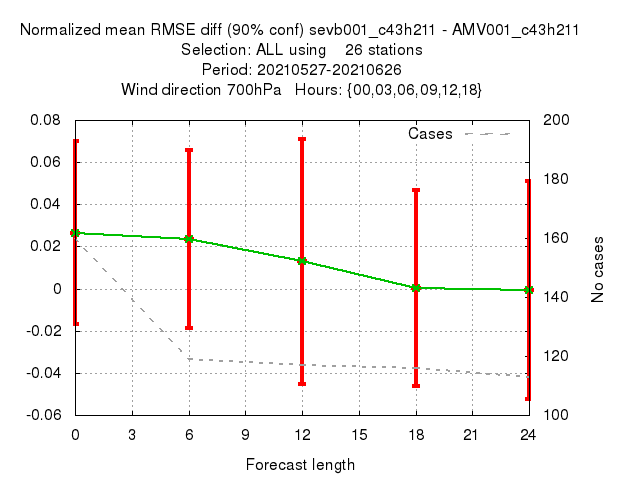 Normalized mean RMSE diff (90% conf) sevb001_c43h211 - AMV001_c43h211
Selection: ALL using    26 stations
Period: 20210527-20210626
Wind direction 700hPa   Hours: {00,03,06,09,12,18}
Cases
0.08
0.06
0.04
0.02
0
-0.02
-0.04
-0.06
200
180
160
140
120
100
No cases
0 3 6 9 12 15 18 21 24
Forecast length